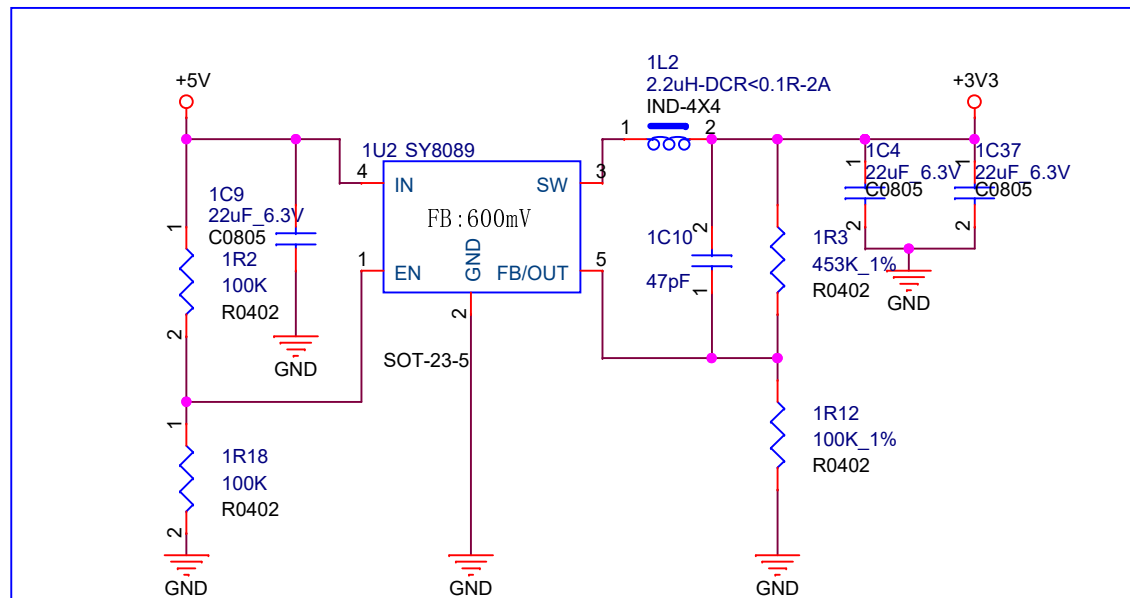 +5V
1L2
2.2uH-DCR<0.1R-2A
IND-4X4
+3V3
1
2
1U2 SY8089
4
IN
SW
3
FB:600mV
1
EN
GND
FB/OUT
5
2
SOT-23-5
GND
1C9
22uF_6.3V
C0805
GND
1
1R2
100K
R0402
2
1
1R18
100K
R0402
2
GND
2
1C10
47pF
1
1R3
453K_1%
R0402
1R12
100K_1%
R0402
GND
1C4
1
22uF_6.3V
C0805
2
1C37
1
22uF_6.3V
C0805
2
GND